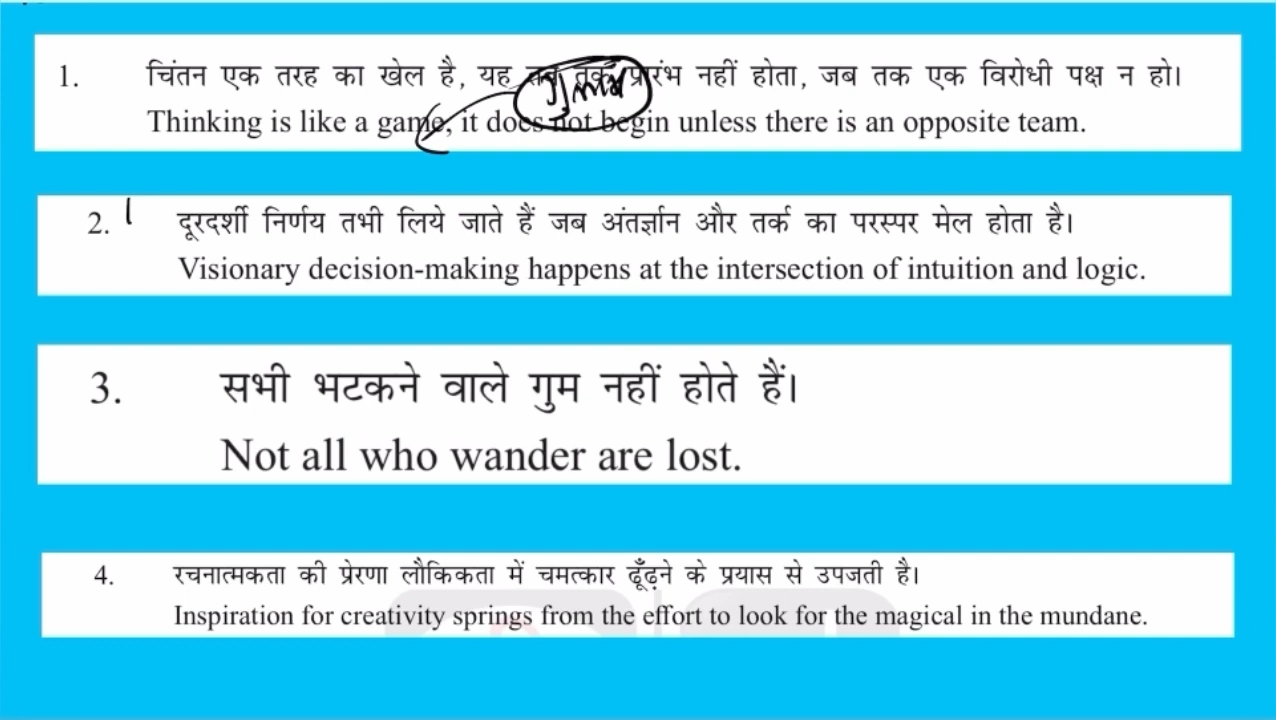 1. चिंतन एक तरह का खेल है, यह तब तक प्रारंभ नहीं होता, जब तक एक विरोधी पक्ष न हो।
Thinking is like a game, it does not begin unless there is an opposite team.
2. दूरदर्शी निर्णय तभी लिये जाते हैं जब अंतर्ज्ञान और तर्क का परस्पर मेल होता है।
Visionary decision-making happens at the intersection of intuition and logic.
3. सभी भटकने वाले गुम नहीं होते हैं।
Not all who wander are lost.
4. रचनात्मकता की प्रेरणा लौकिकता में चमत्कार ढूँढ़ने के प्रयास से उपजती है।
Inspiration for creativity springs from the effort to look for the magical in the mundane.